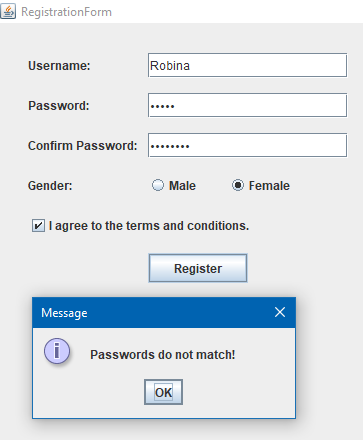 RegistrationForm
Username: Robina
Password: •••••
Confirm Password: ••••••••
Gender: Male Female
I agree to the terms and conditions.
Register
Message
Passwords do not match!
OK